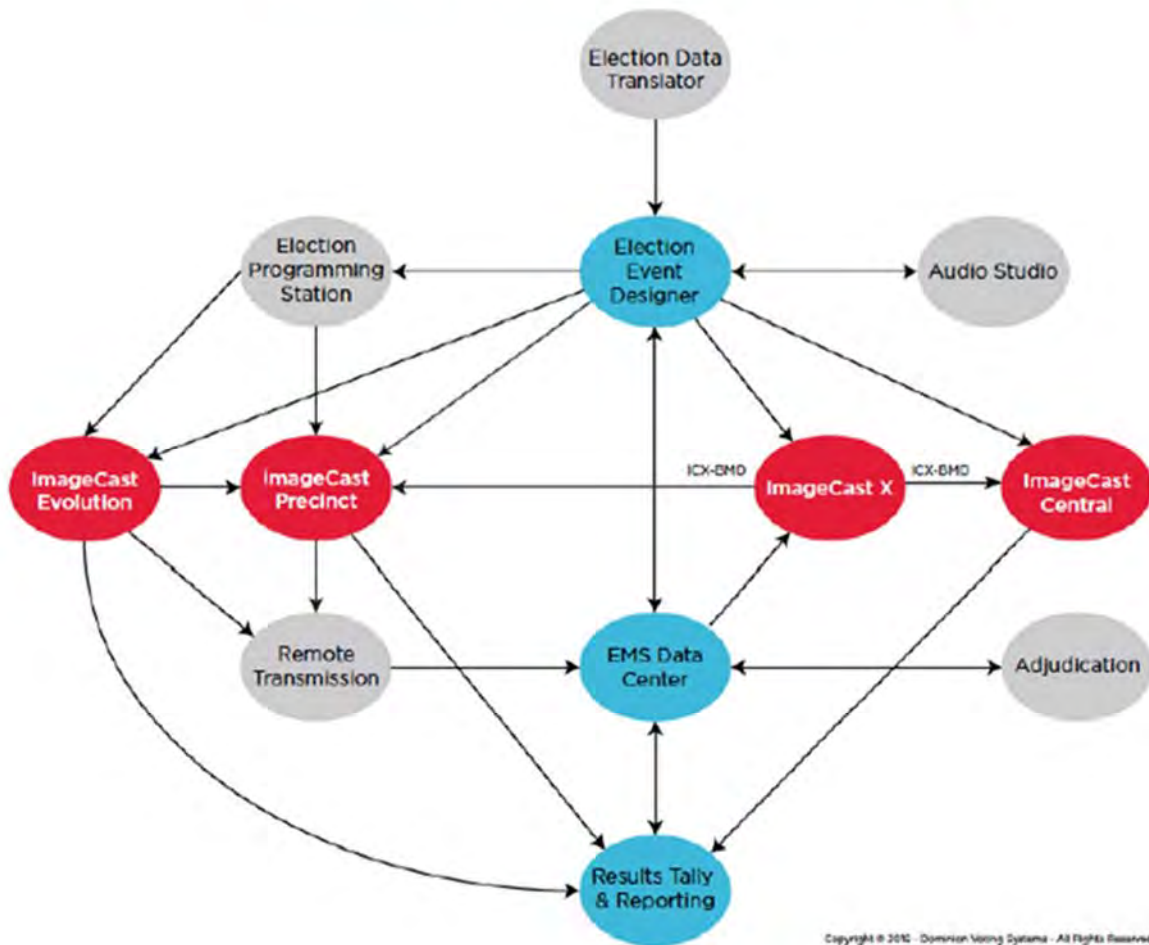 Election Data
Translator
Election
Programming
Station
Election
Event
Designer
Audio Studio
ImageCast
Evolution
ImageCast
Precinct
ICX-BMD
ImageCast X
ICX-BMD
ImageCast
Central
Remote
Transmission
EMS Data
Center
Adjudication
Results Tally
& Reporting
Copyright © - Dominion Voting Systems - All Rights Reserved